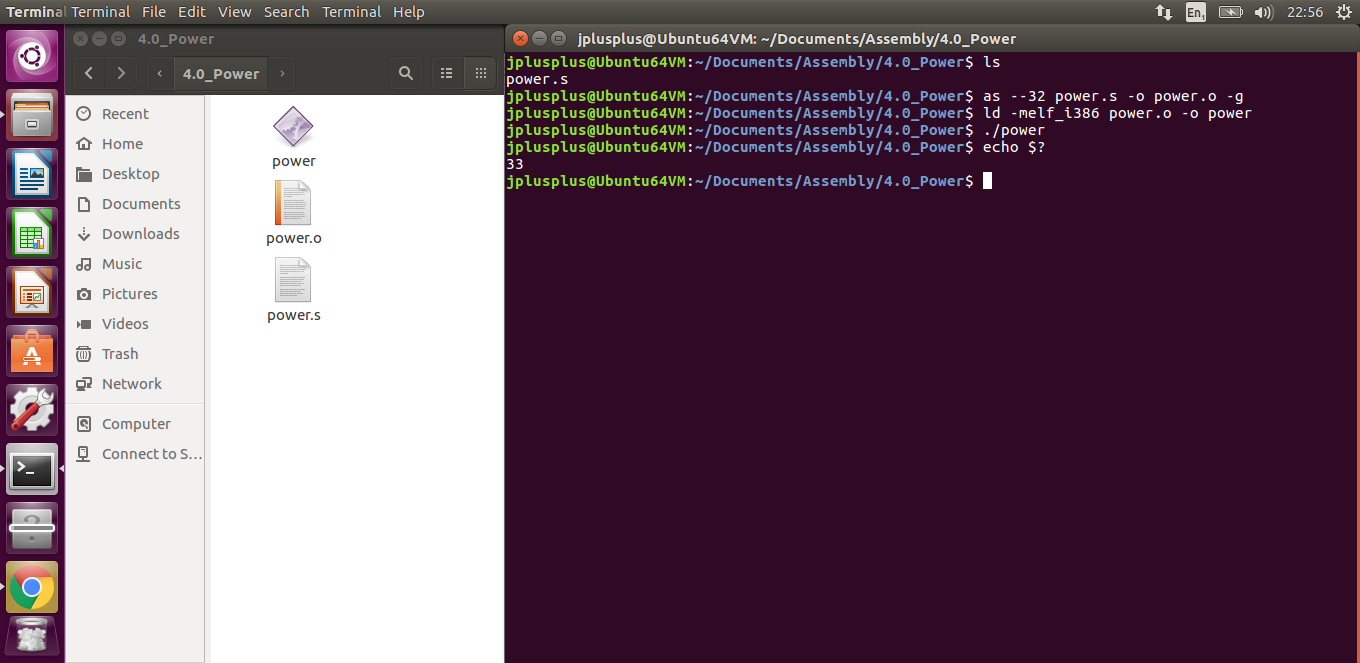 Terminal Terminal File Edit View Search Terminal Help En1 22:56
4.0_Power
4.0_Power
Recent
Home
Desktop
Documents
Downloads
Music
Pictures
Videos
Trash
Network
Computer
Connect to S...
power
power.o
power.s
jplusplus@Ubuntu64VM: ~/Documents/Assembly/4.0_Power
jplusplus@Ubuntu64VM:~/Documents/Assembly/4.0_Power$ ls
power.s
jplusplus@Ubuntu64VM:~/Documents/Assembly/4.0_Power$ as --32 power.s -o power.o -g
jplusplus@Ubuntu64VM:~/Documents/Assembly/4.0_Power$ ld -melf_i386 power.o -o power
jplusplus@Ubuntu64VM:~/Documents/Assembly/4.0_Power$ ./power
jplusplus@Ubuntu64VM:~/Documents/Assembly/4.0_Power$ echo $?
33
jplusplus@Ubuntu64VM:~/Documents/Assembly/4.0_Power$